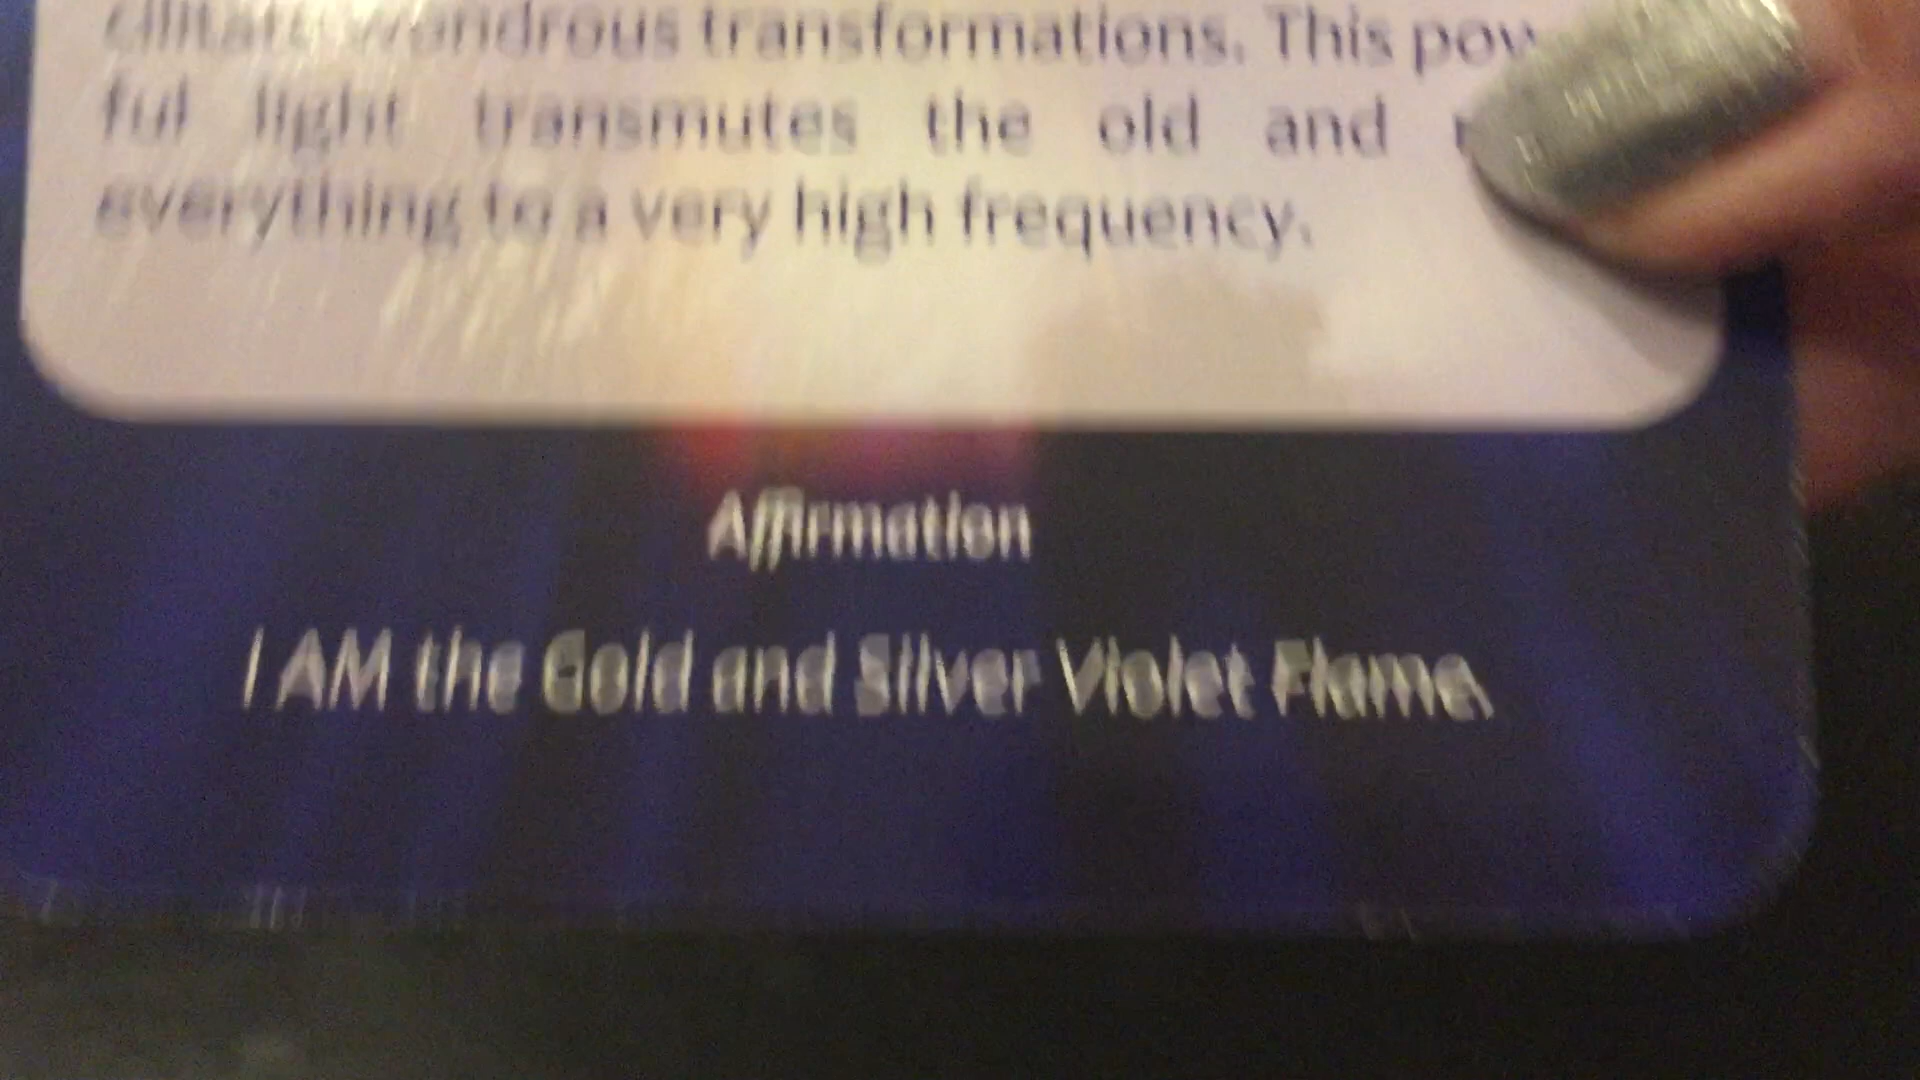 cilitate wondrous transformations. This pow
ful light transmutes the old and
everything to a very high frequency.
Affirmation
I AM the Gold and Silver Violet Flame.